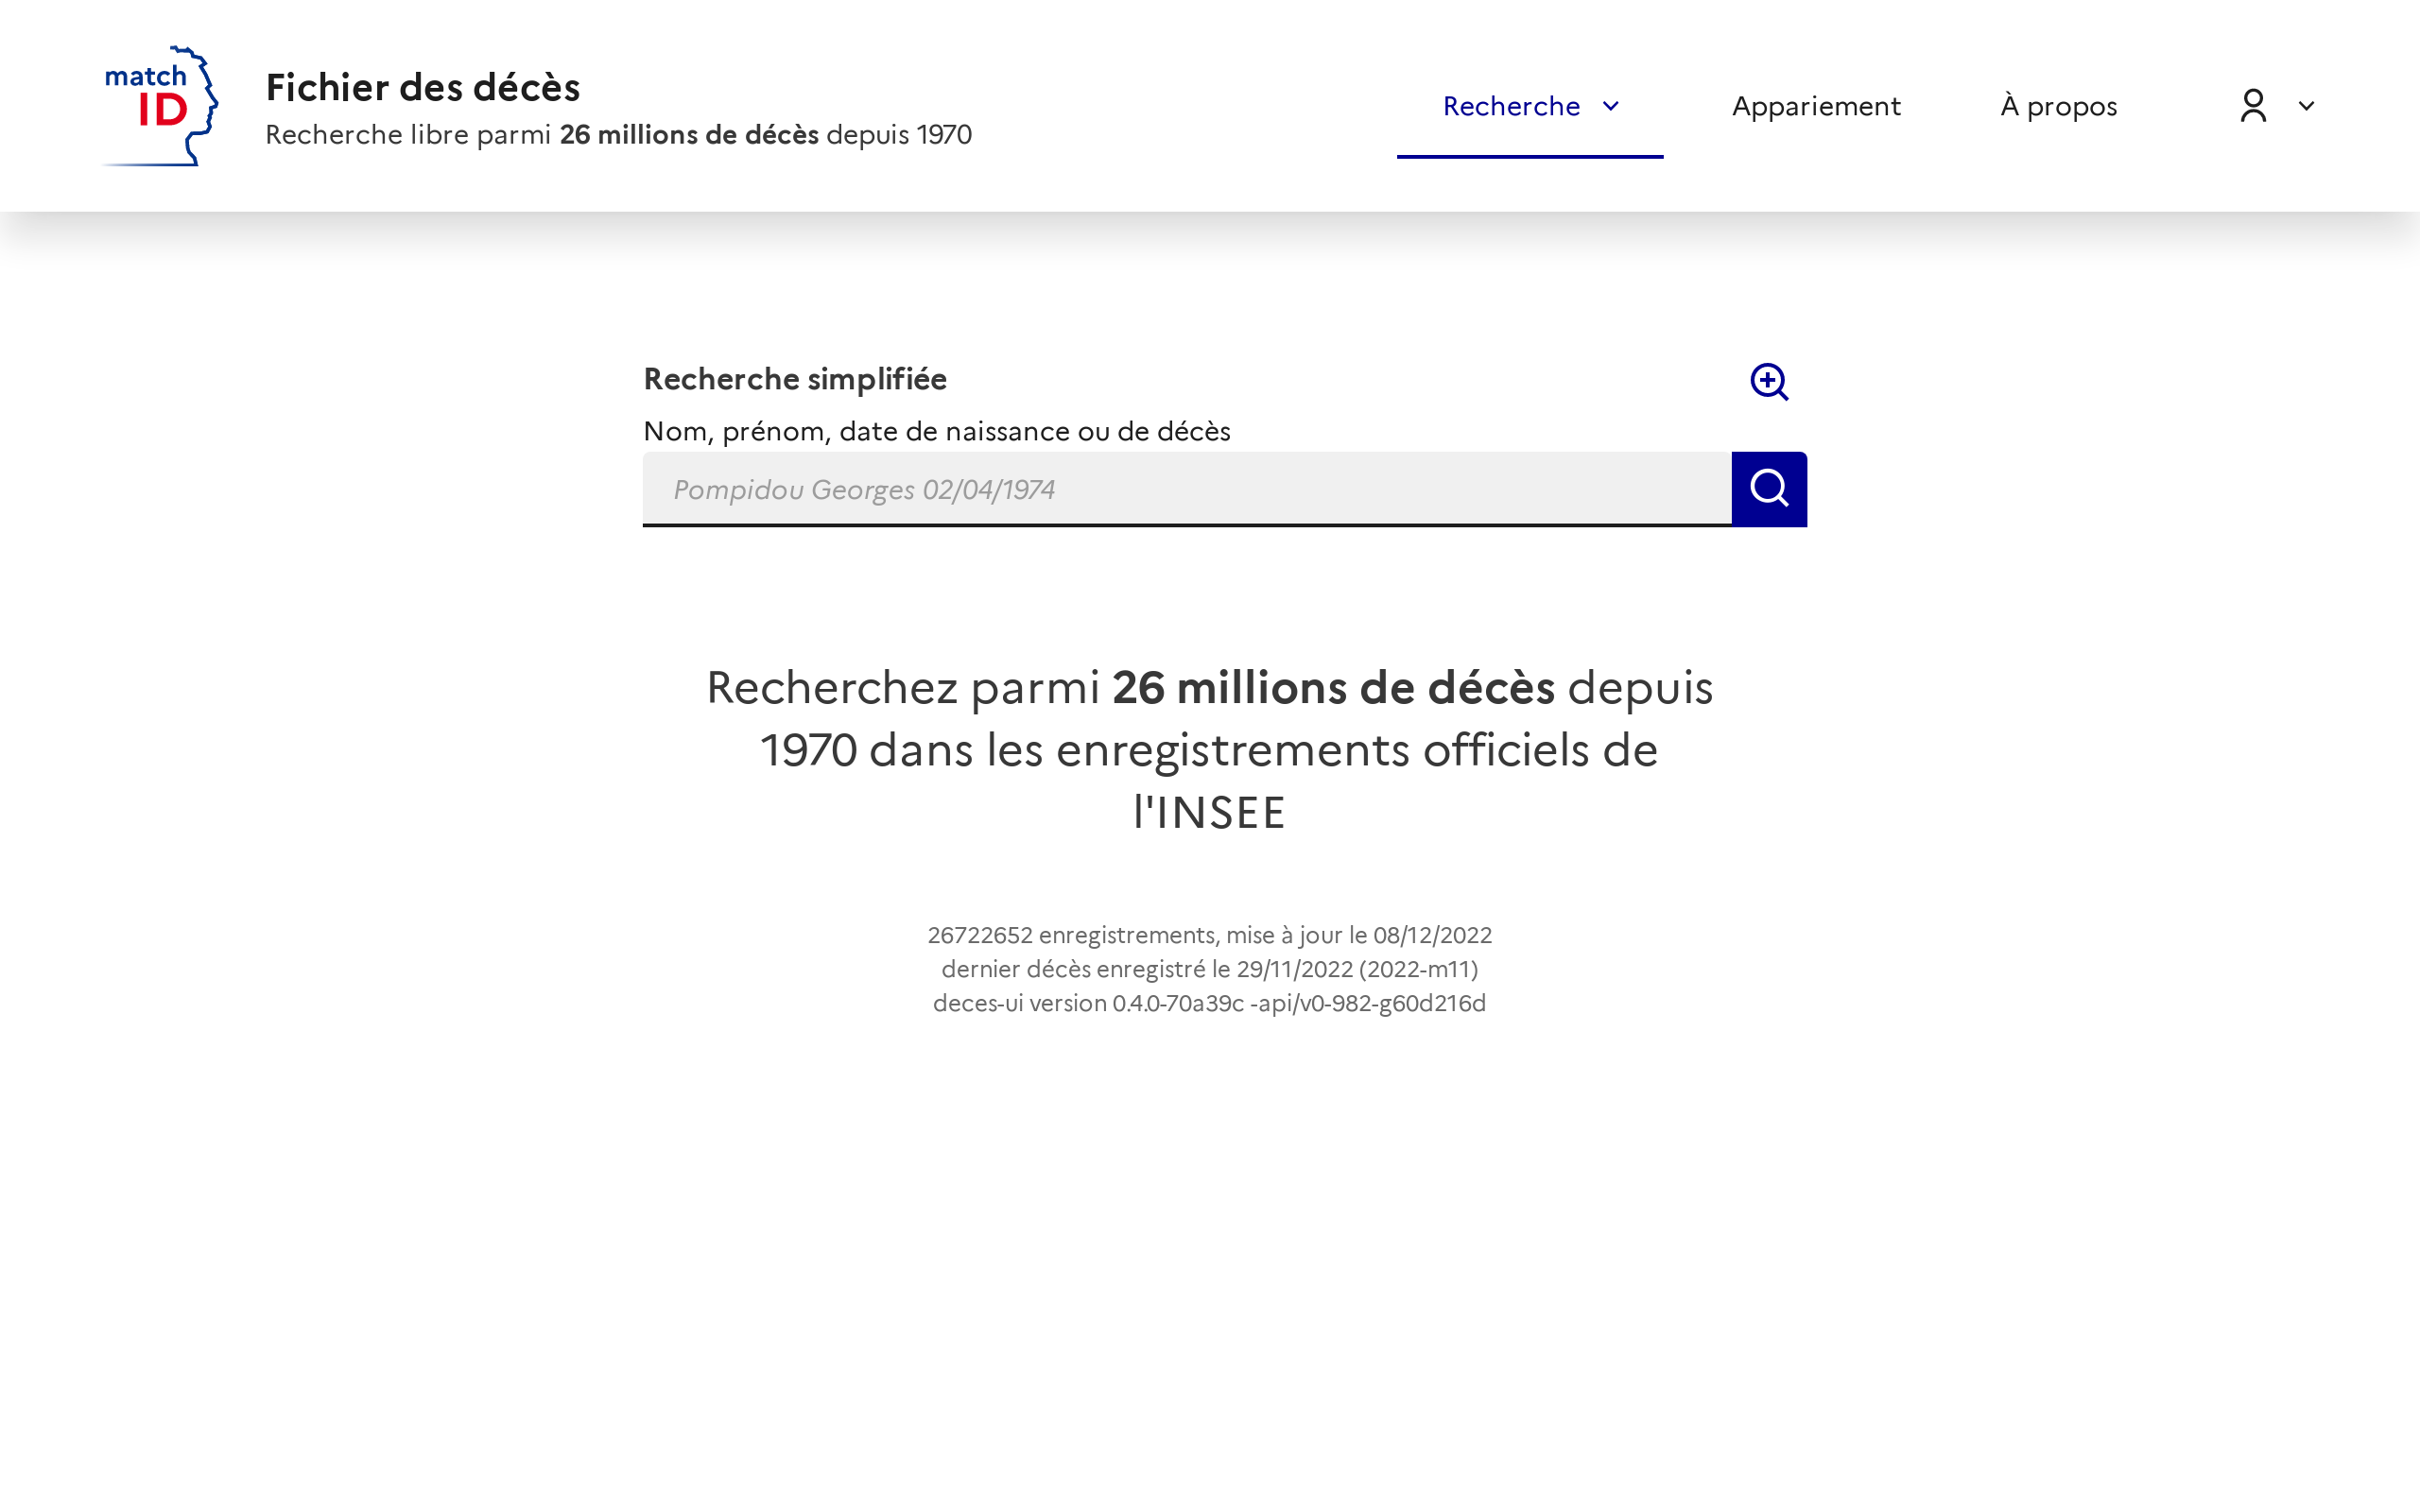 match
ID
Fichier des décès
Recherche libre parmi 26 millions de décès depuis 1970
Recherche
Appariement
À propos
Recherche simplifiée
Nom, prénom, date de naissance ou de décès
Pompidou Georges 02/04/1974
Recherchez parmi 26 millions de décès depuis
1970 dans les enregistrements officiels de
l'INSEE
26722652 enregistrements, mise à jour le 08/12/2022
dernier décès enregistré le 29/11/2022 (2022-m11)
deces-ui version 0.4.0-70a39c -api/v0-982-g60d216d